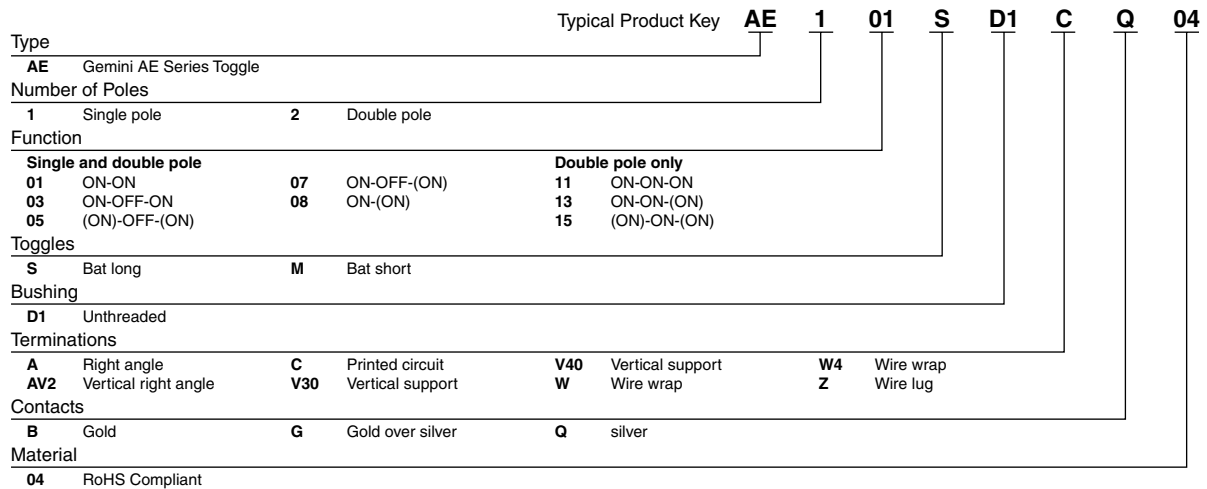 Typical Product Key AE 1 01 S D1 C Q 04
Type
AE Gemini AE Series Toggle
Number of Poles
1 Single pole 2 Double pole
Function
Single and double pole Double pole only
01 ON-ON 07 ON-OFF-(ON) 11 ON-ON-ON
03 ON-OFF-ON 08 ON-(ON) 13 ON-ON-(ON)
05 (ON)-OFF-(ON) 15 (ON)-ON-(ON)
Toggles
S Bat long M Bat short
Bushing
D1 Unthreaded
Terminations
A Right angle C Printed circuit V40 Vertical support W4 Wire wrap
AV2 Vertical right angle V30 Vertical support W Wire wrap Z Wire lug
Contacts
B Gold G Gold over silver Q silver
Material
04 RoHS Compliant